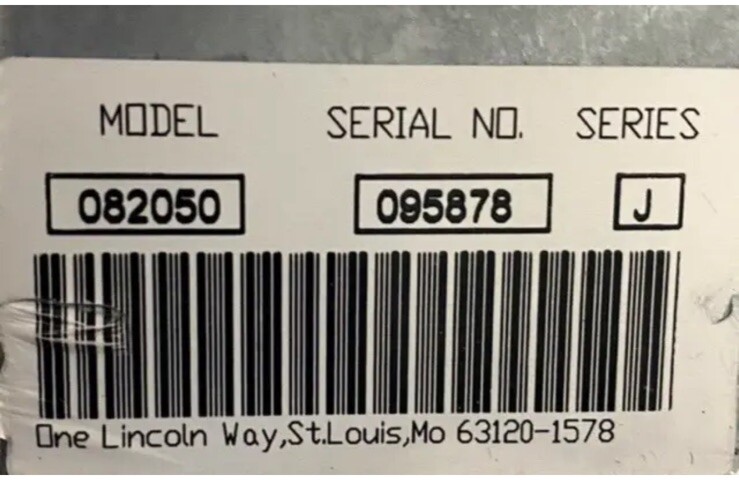 MODEL SERIAL NO. SERIES
082050 095878 J
One Lincoln Way,St.Louis,Mo 63120-1578